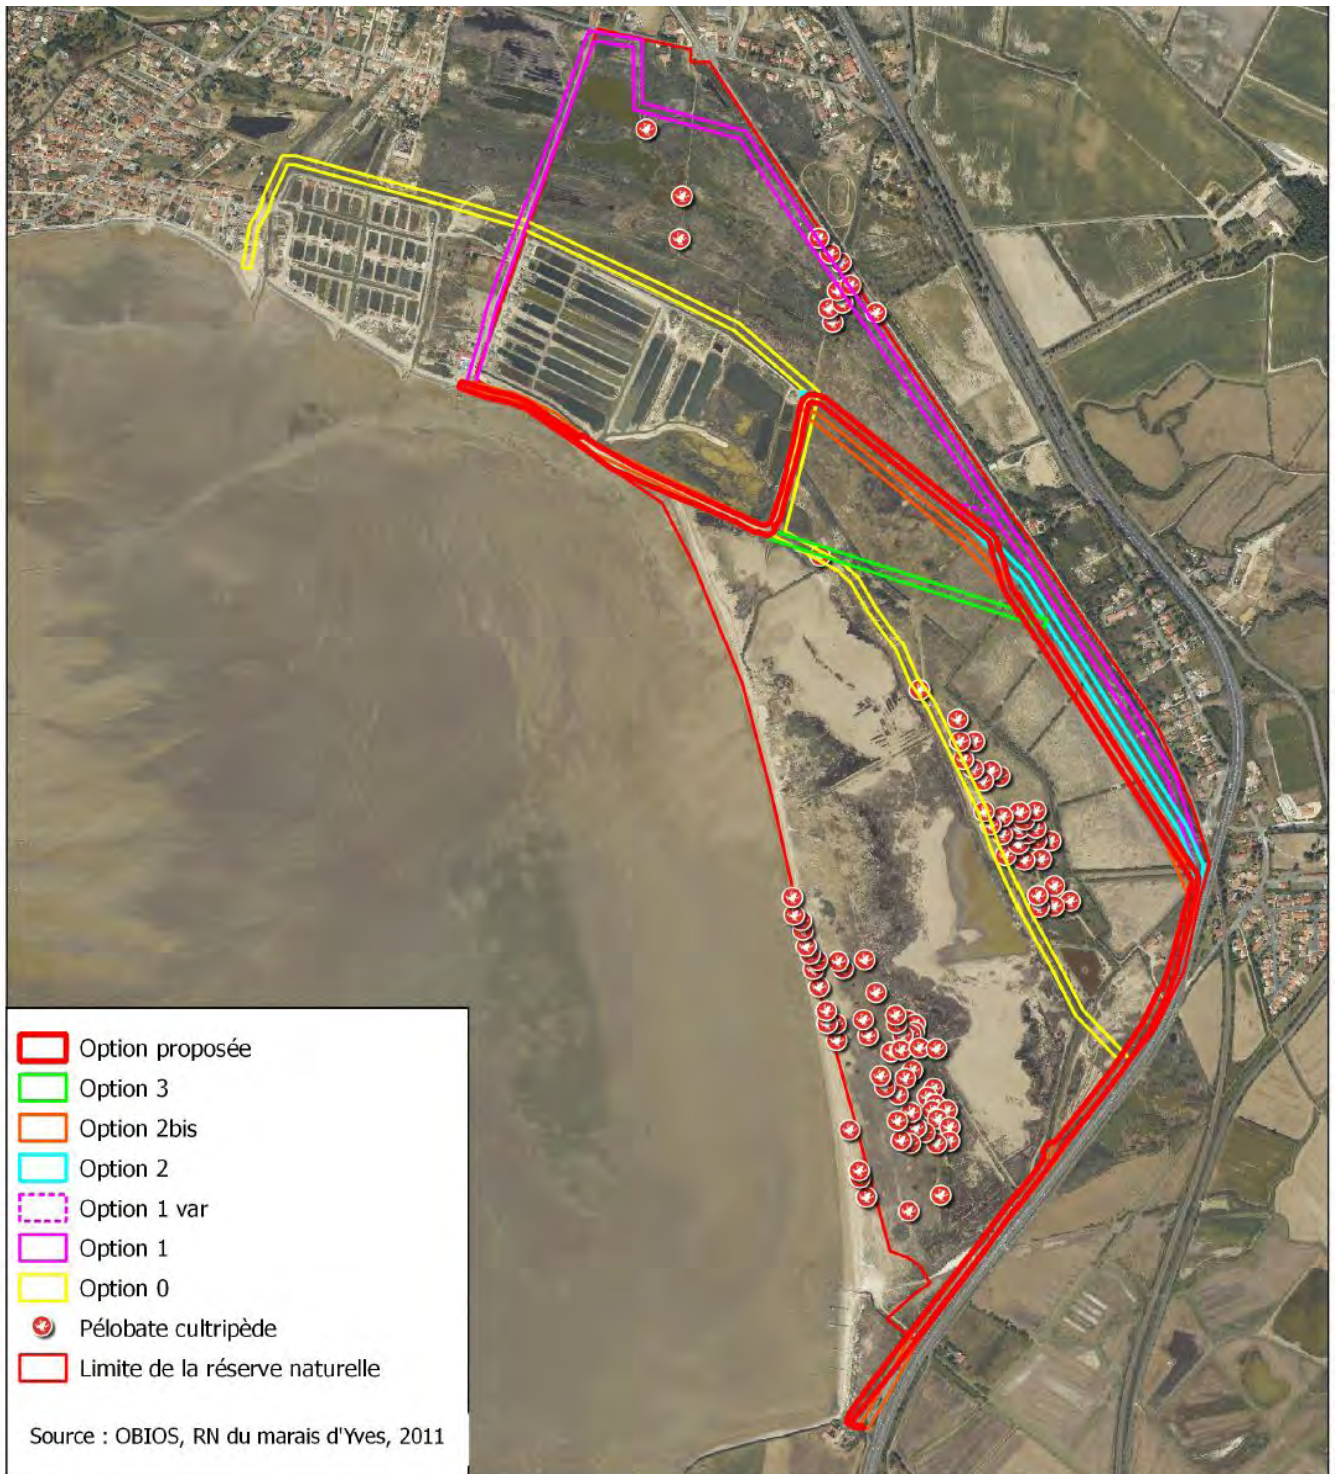 Option proposée
Option 3
Option 2bis
Option 2
Option 1 var
Option 1
Option 0
Pélobate cultripède
Limite de la réserve naturelle
Source : OBIOS, RN du marais d'Yves, 2011